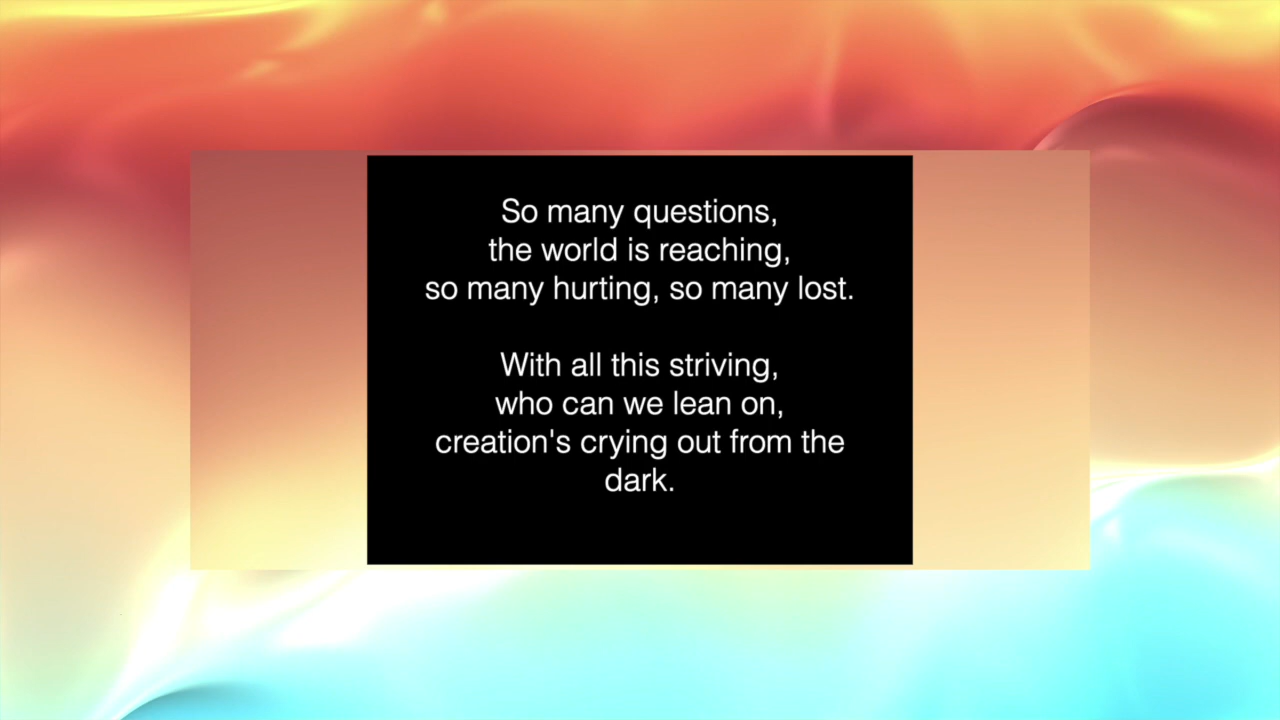 So many questions,
the world is reaching,
so many hurting, so many lost.
With all this striving,
who can we lean on,
creation's crying out from the
dark.